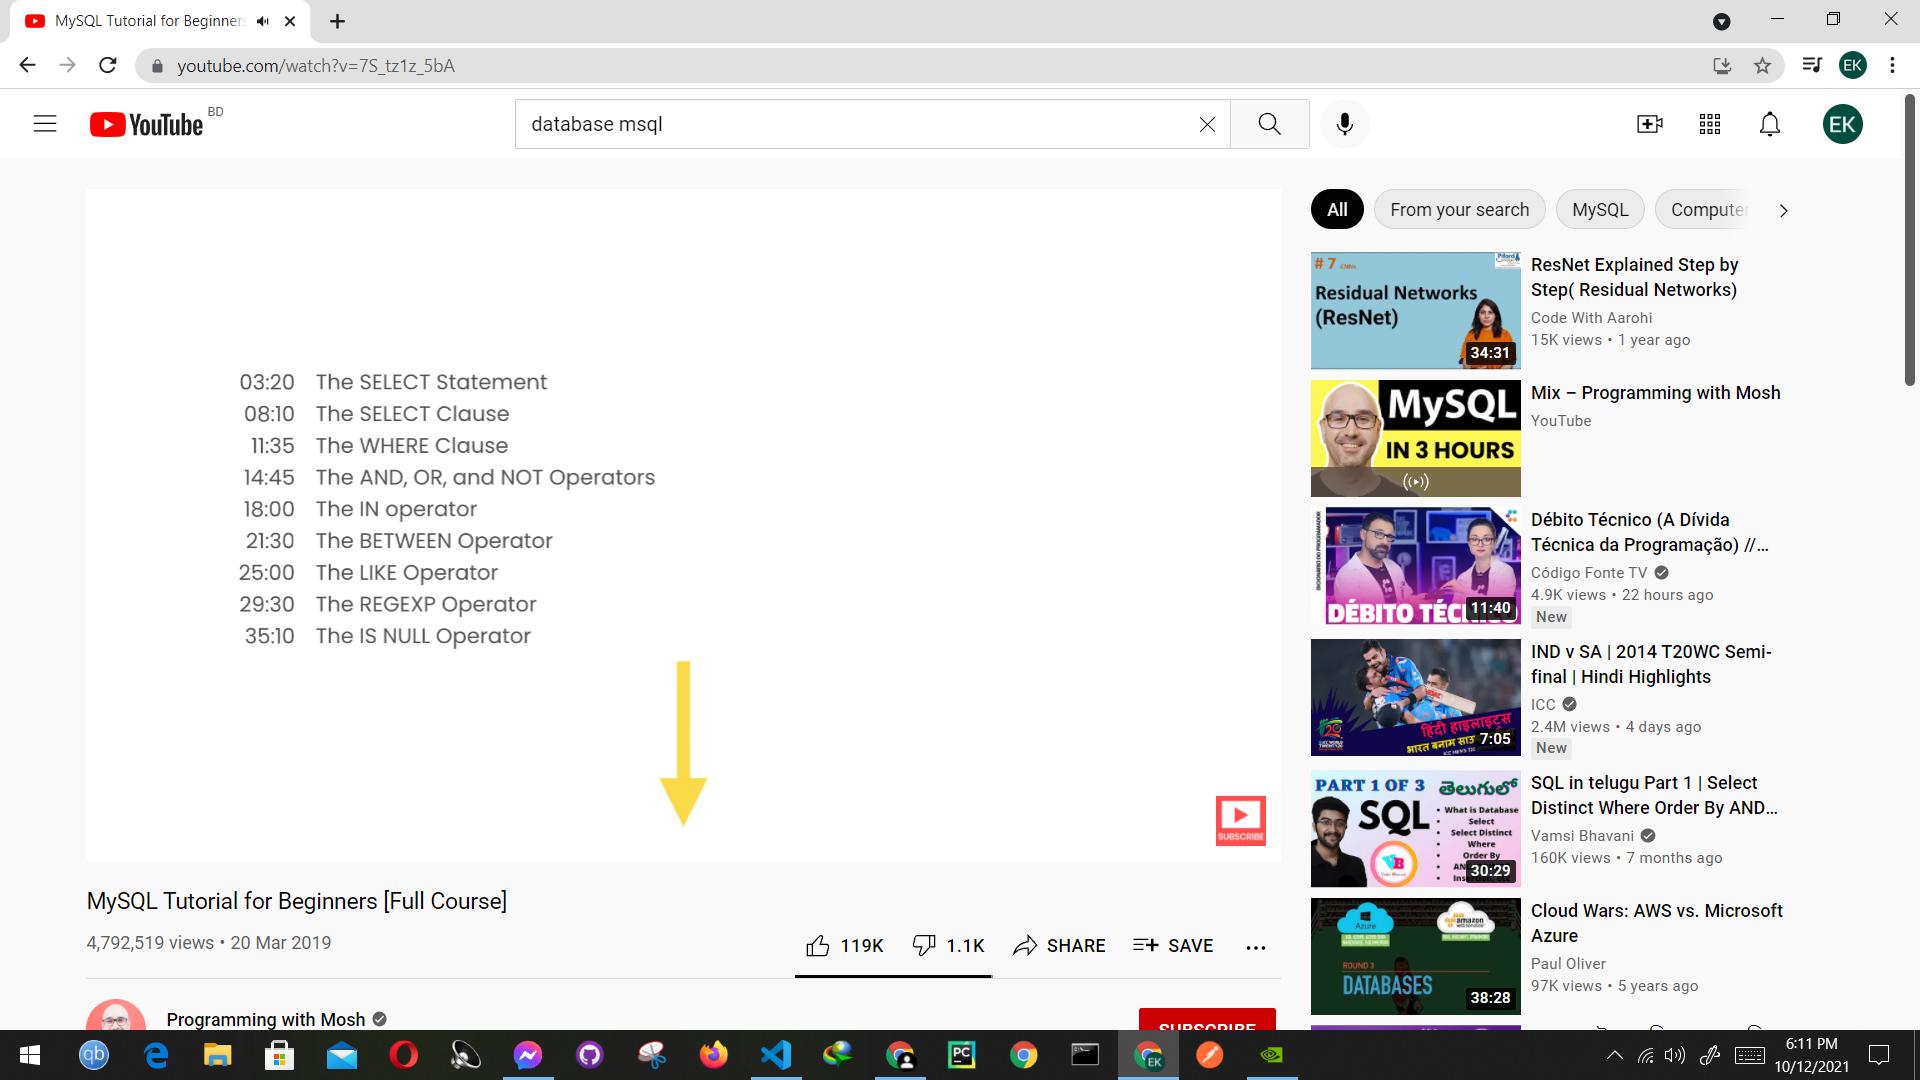 MySQL Tutorial for Beginner
youtube.com/watch?v=7S_tz1z_5bA
EK
YouTube BD
database msql
EK
03:20 The SELECT Statement
08:10 The SELECT Clause
11:35 The WHERE Clause
14:45 The AND, OR, and NOT Operators
18:00 The IN operator
21:30 The BETWEEN Operator
25:00 The LIKE Operator
29:30 The REGEXP Operator
35:10 The IS NULL Operator
SUBSCRIBE
MySQL Tutorial for Beginners [Full Course]
4,792,519 views • 20 Mar 2019
119K 1.1K SHARE SAVE
Programming with Mosh
SUBSCRIBE
All From your search MySQL Computer
# 7 CNNs
Residual Networks
(ResNet)
34:31
ResNet Explained Step by
Step( Residual Networks)
Code With Aarohi
15K views • 1 year ago
MySQL
IN 3 HOURS
Mix – Programming with Mosh
YouTube
DICIONÁRIO DO PROGRAMADOR
DÉBITO TÉC
11:40
Débito Técnico (A Dívida
Técnica da Programação) //...
Código Fonte TV
4.9K views • 22 hours ago
New
हिंदी हाइलाइट्स
भारत बनाम साउ
7:05
IND v SA | 2014 T20WC Semi-
final | Hindi Highlights
ICC
2.4M views • 4 days ago
New
PART 1 OF 3 తెలుగులో
SQL
• What is Database
• Select
• Select Distinct
• Where
• Order By
VB
30:29
SQL in telugu Part 1 | Select
Distinct Where Order By AND...
Vamsi Bhavani
160K views • 7 months ago
Azure
amazon
web services
ROUND 3
DATABASES
38:28
Cloud Wars: AWS vs. Microsoft
Azure
Paul Oliver
97K views • 5 years ago
qb
PC
EK
6:11 PM
10/12/2021